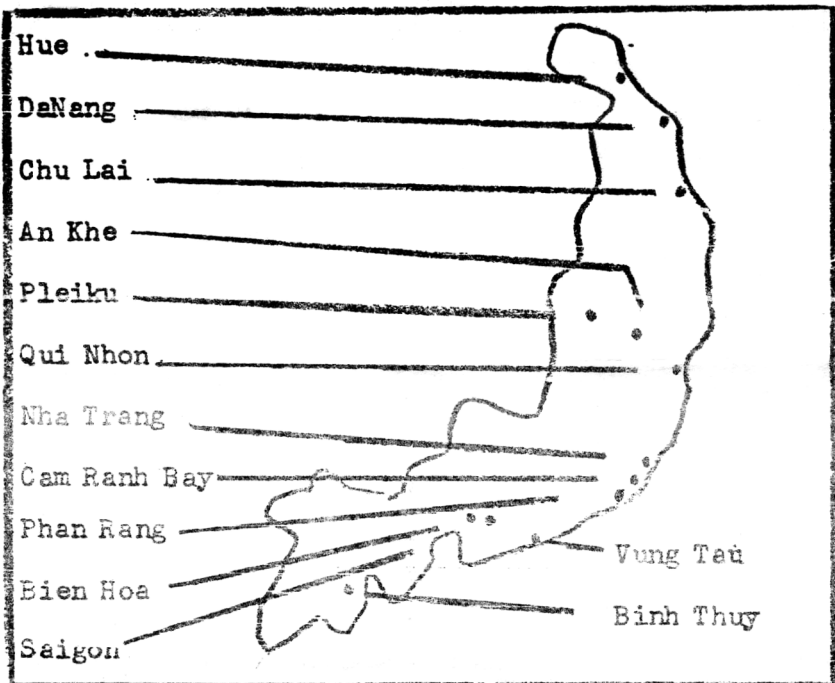 Hue
DaNang
Chu Lai
An Khe
Pleiku
Qui Nhon
Nha Trang
Cam Ranh Bay
Phan Rang
Vung Tau
Bien Hoa
Binh Thuy
Saigon